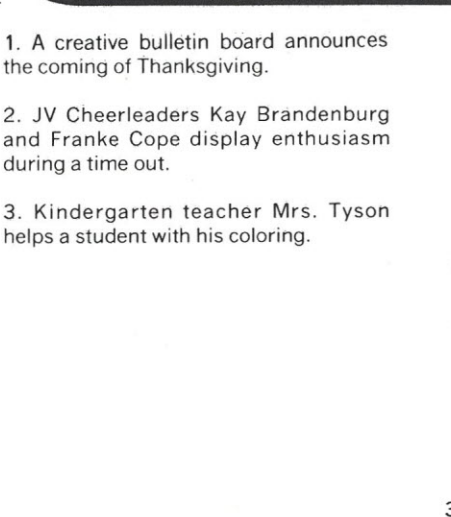 1. A creative bulletin board announces
the coming of Thanksgiving.
2. JV Cheerleaders Kay Brandenburg
and Franke Cope display enthusiasm
during a time out.
3. Kindergarten teacher Mrs. Tyson
helps a student with his coloring.